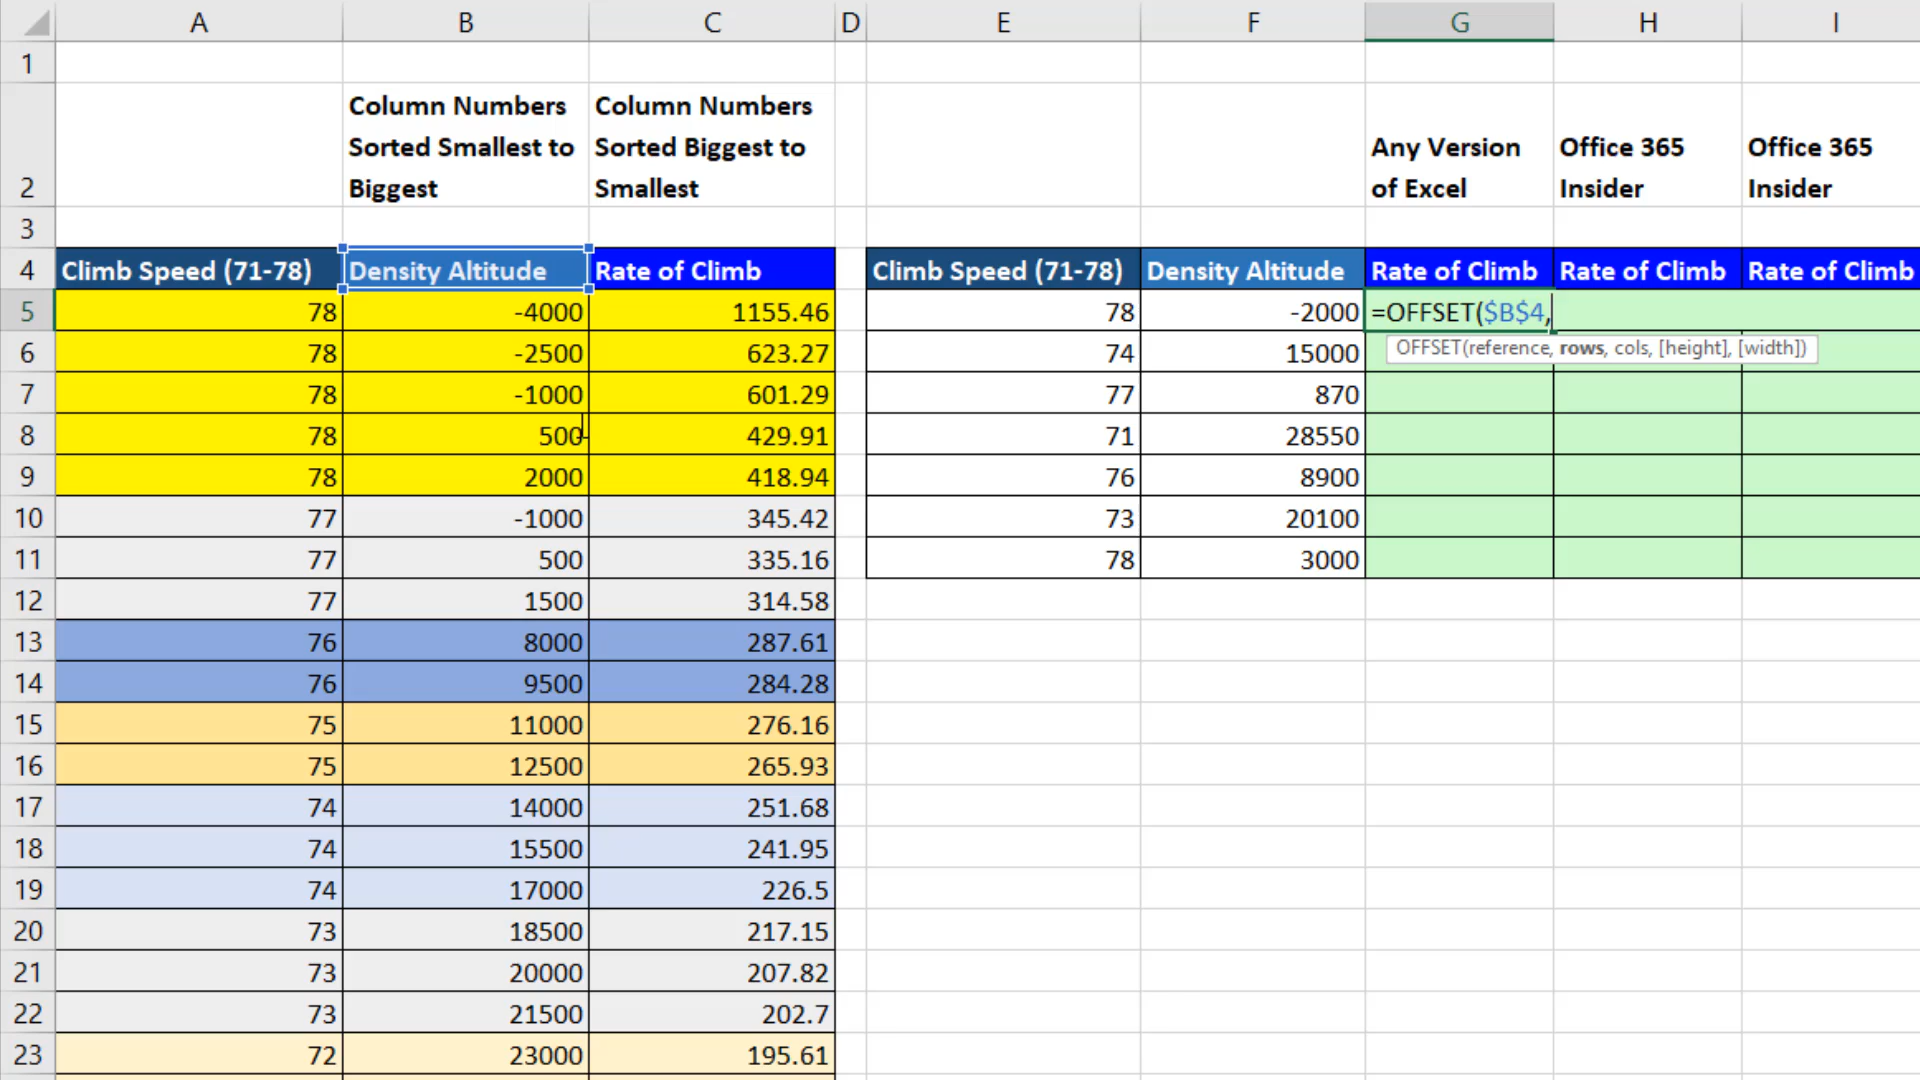 A B C D E F G H I
1
Column Numbers Column Numbers
Sorted Smallest to Sorted Biggest to Any Version Office 365 Office 365
2 Biggest Smallest of Excel Insider Insider
3
4 Climb Speed (71-78) Density Altitude Rate of Climb Climb Speed (71-78) Density Altitude Rate of Climb Rate of Climb Rate of Climb
5 78 -4000 1155.46 78 -2000 =OFFSET($B$4,
OFFSET(reference, rows, cols, [height], [width])
6 78 -2500 623.27 74 15000
7 78 -1000 601.29 77 870
8 78 500 429.91 71 28550
9 78 2000 418.94 76 8900
10 77 -1000 345.42 73 20100
11 77 500 335.16 78 3000
12 77 1500 314.58
13 76 8000 287.61
14 76 9500 284.28
15 75 11000 276.16
16 75 12500 265.93
17 74 14000 251.68
18 74 15500 241.95
19 74 17000 226.5
20 73 18500 217.15
21 73 20000 207.82
22 73 21500 202.7
23 72 23000 195.61